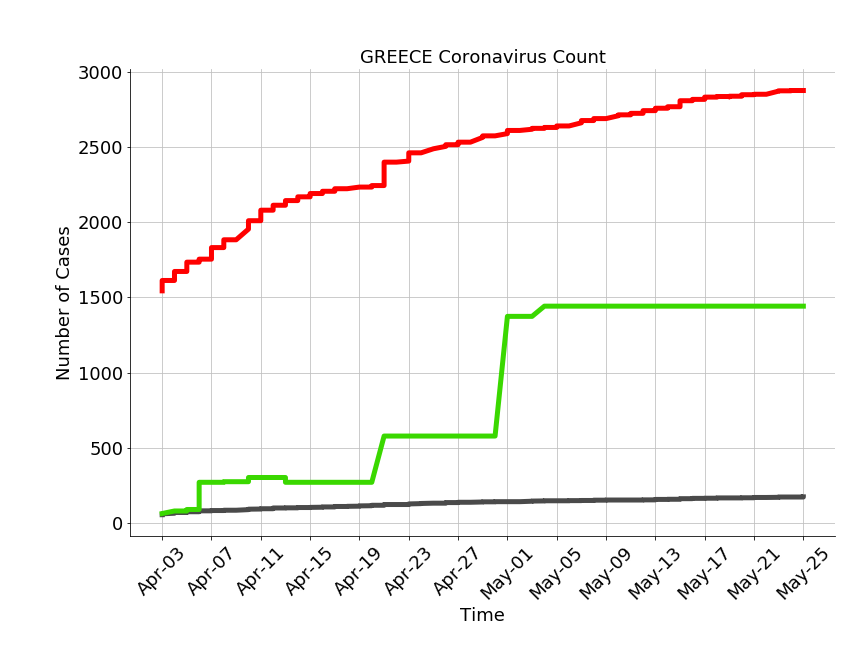 GREECE Coronavirus Count
3000
2500
2000
1500
1000
500
0
Number of Cases
Apr-03
Apr-07
Apr-11
Apr-15
Apr-19
Apr-23
Apr-27
May-01
May-05
May-09
May-13
May-17
May-21
May-25
Time